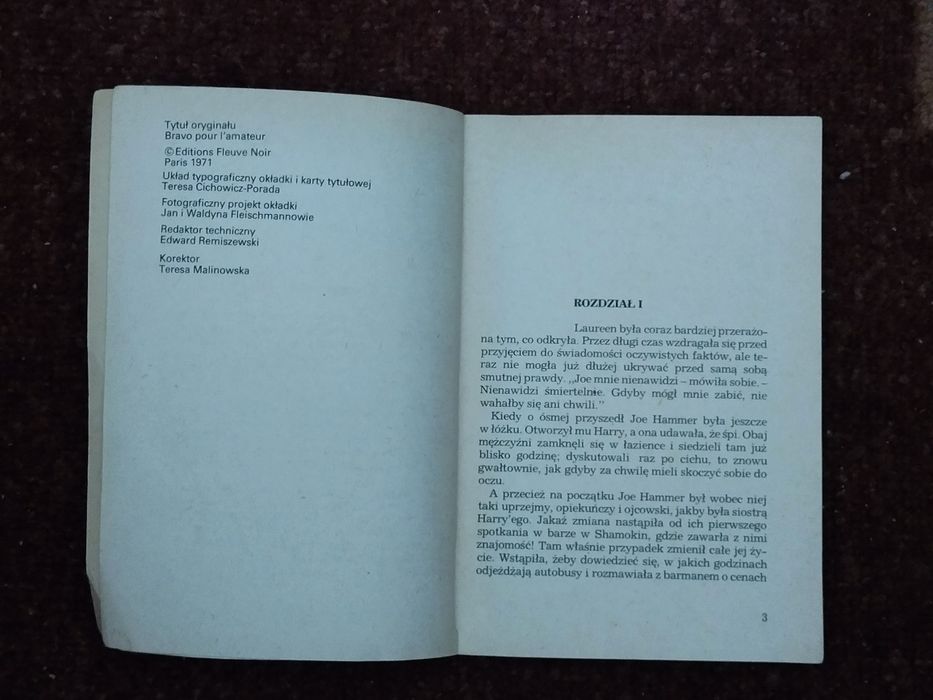 Tytuł oryginału
Bravo pour l'amateur
©Editions Fleuve Noir
Paris 1971
Układ typograficzny okładki i karty tytułowej
Teresa Cichowicz-Porada
Fotograficzny projekt okładki
Jan i Waldyna Fleischmannowie
Redaktor techniczny
Edward Remiszewski
Korektor
Teresa Malinowska
ROZDZIAŁ I
Laureen była coraz bardziej przerażo-
na tym, co odkryła. Przez długi czas wzdragała się przed
przyjęciem do świadomości oczywistych faktów, ale te-
raz nie mogła już dłużej ukrywać przed samą sobą
smutnej prawdy. „Joe mnie nienawidzi – mówiła sobie. –
Nienawidzi śmiertelnie. Gdyby mógł mnie zabić, nie
wahałby się ani chwili."
Kiedy o ósmej przyszedł Joe Hammer była jeszcze
w łóżku. Otworzył mu Harry, a ona udawała, że śpi. Obaj
mężczyźni zamknęli się w łazience i siedzieli tam już
blisko godzinę; dyskutowali raz po cichu, to znowu
gwałtownie, jak gdyby za chwilę mieli skoczyć sobie do
oczu.
A przecież na początku Joe Hammer był wobec niej
taki uprzejmy, opiekuńczy i ojcowski, jakby była siostrą
Harry'ego. Jakaż zmiana nastąpiła od ich pierwszego
spotkania w barze w Shamokin, gdzie zawarła z nimi
znajomość! Tam właśnie przypadek zmienił całe jej ży-
cie. Wstąpiła, żeby dowiedzieć się, w jakich godzinach
odjeżdżają autobusy i rozmawiała z barmanem o cenach
3